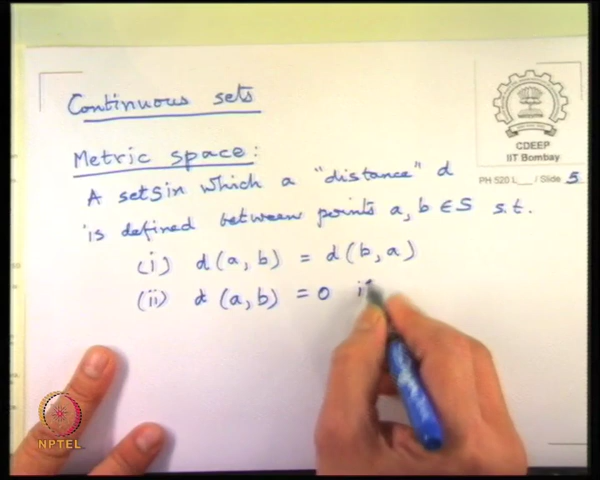 Continuous sets
Metric space:
A set S in which a "distance" d
is defined between points a, b ∈ S s.t.
(i) d(a, b) = d(b, a)
(ii) d(a, b) = 0 i
CDEEP
IIT Bombay
PH 520 L___ / Slide 5
NPTEL